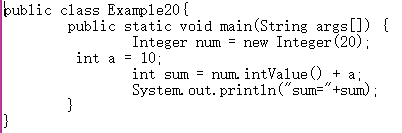 public class Example20{
        public static void main(String args[]) {
                Integer num = new Integer(20);
         int a = 10;
                int sum = num.intValue() + a;
                System.out.println("sum="+sum);
        }
}